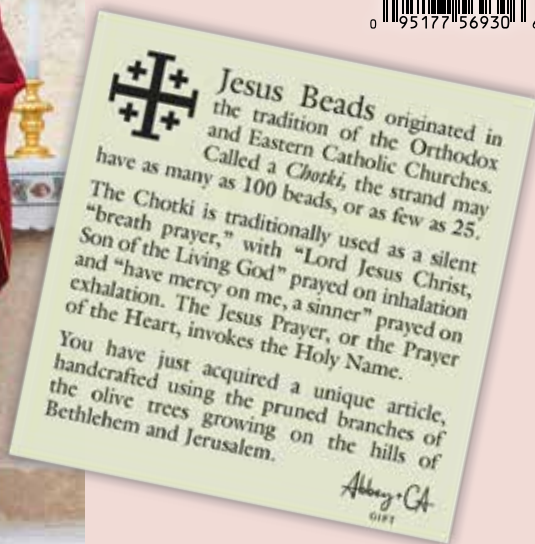 0 95177 56930
Jesus Beads originated in
the tradition of the Orthodox
and Eastern Catholic Churches.
Called a Chotki, the strand may
have as many as 100 beads, or as few as 25.
The Chotki is traditionally used as a silent
“breath prayer,” with “Lord Jesus Christ,
Son of the Living God” prayed on inhalation
and “have mercy on me, a sinner” prayed on
exhalation. The Jesus Prayer, or the Prayer
of the Heart, invokes the Holy Name.
You have just acquired a unique article,
handcrafted using the pruned branches of
the olive trees growing on the hills of
Bethlehem and Jerusalem.
Abbey+CA
GIFT